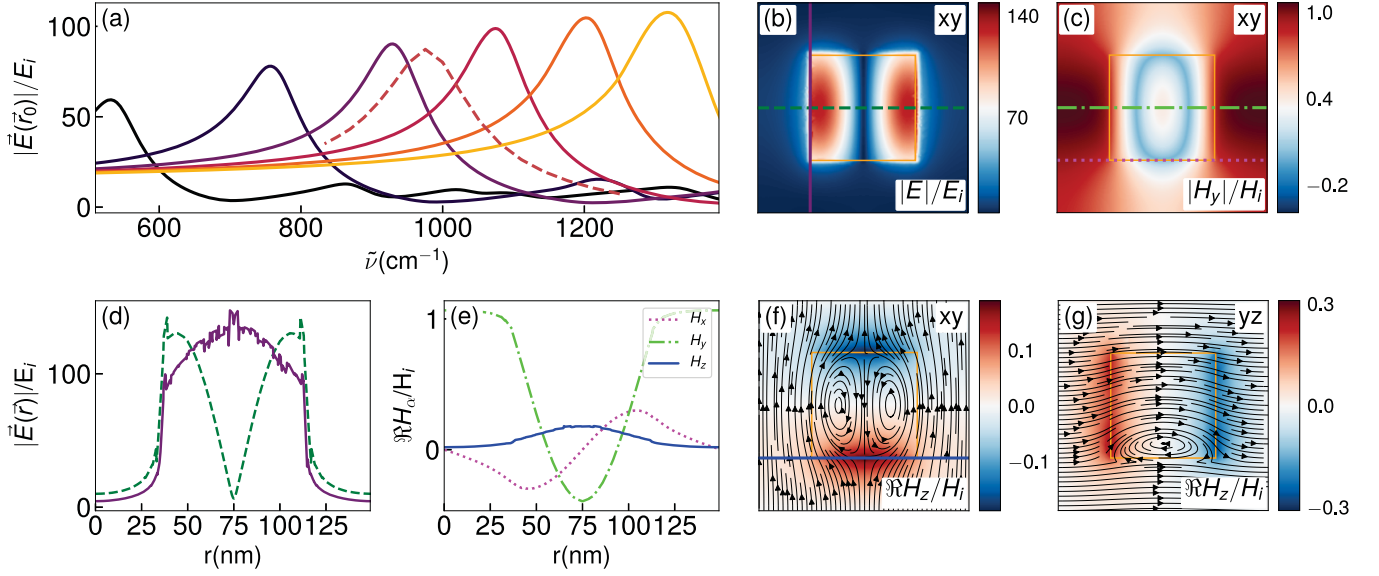 (a)
|E⃗(r⃗₀)|/Eᵢ
100
50
0
600
800
1000
1200
ν̃(cm⁻¹)
(b)
xy
|E|/Eᵢ
140
70
(c)
xy
|H_y|/Hᵢ
1.0
0.4
−0.2
(d)
|E⃗(r⃗)|/Eᵢ
100
0
0
25
50
75
100
125
r(nm)
(e)
ℜH_α/Hᵢ
1
0
H_x
H_y
H_z
0
25
50
75
100
125
r(nm)
(f)
xy
ℜH_z/Hᵢ
0.1
0.0
−0.1
(g)
yz
ℜH_z/Hᵢ
0.3
0.0
−0.3